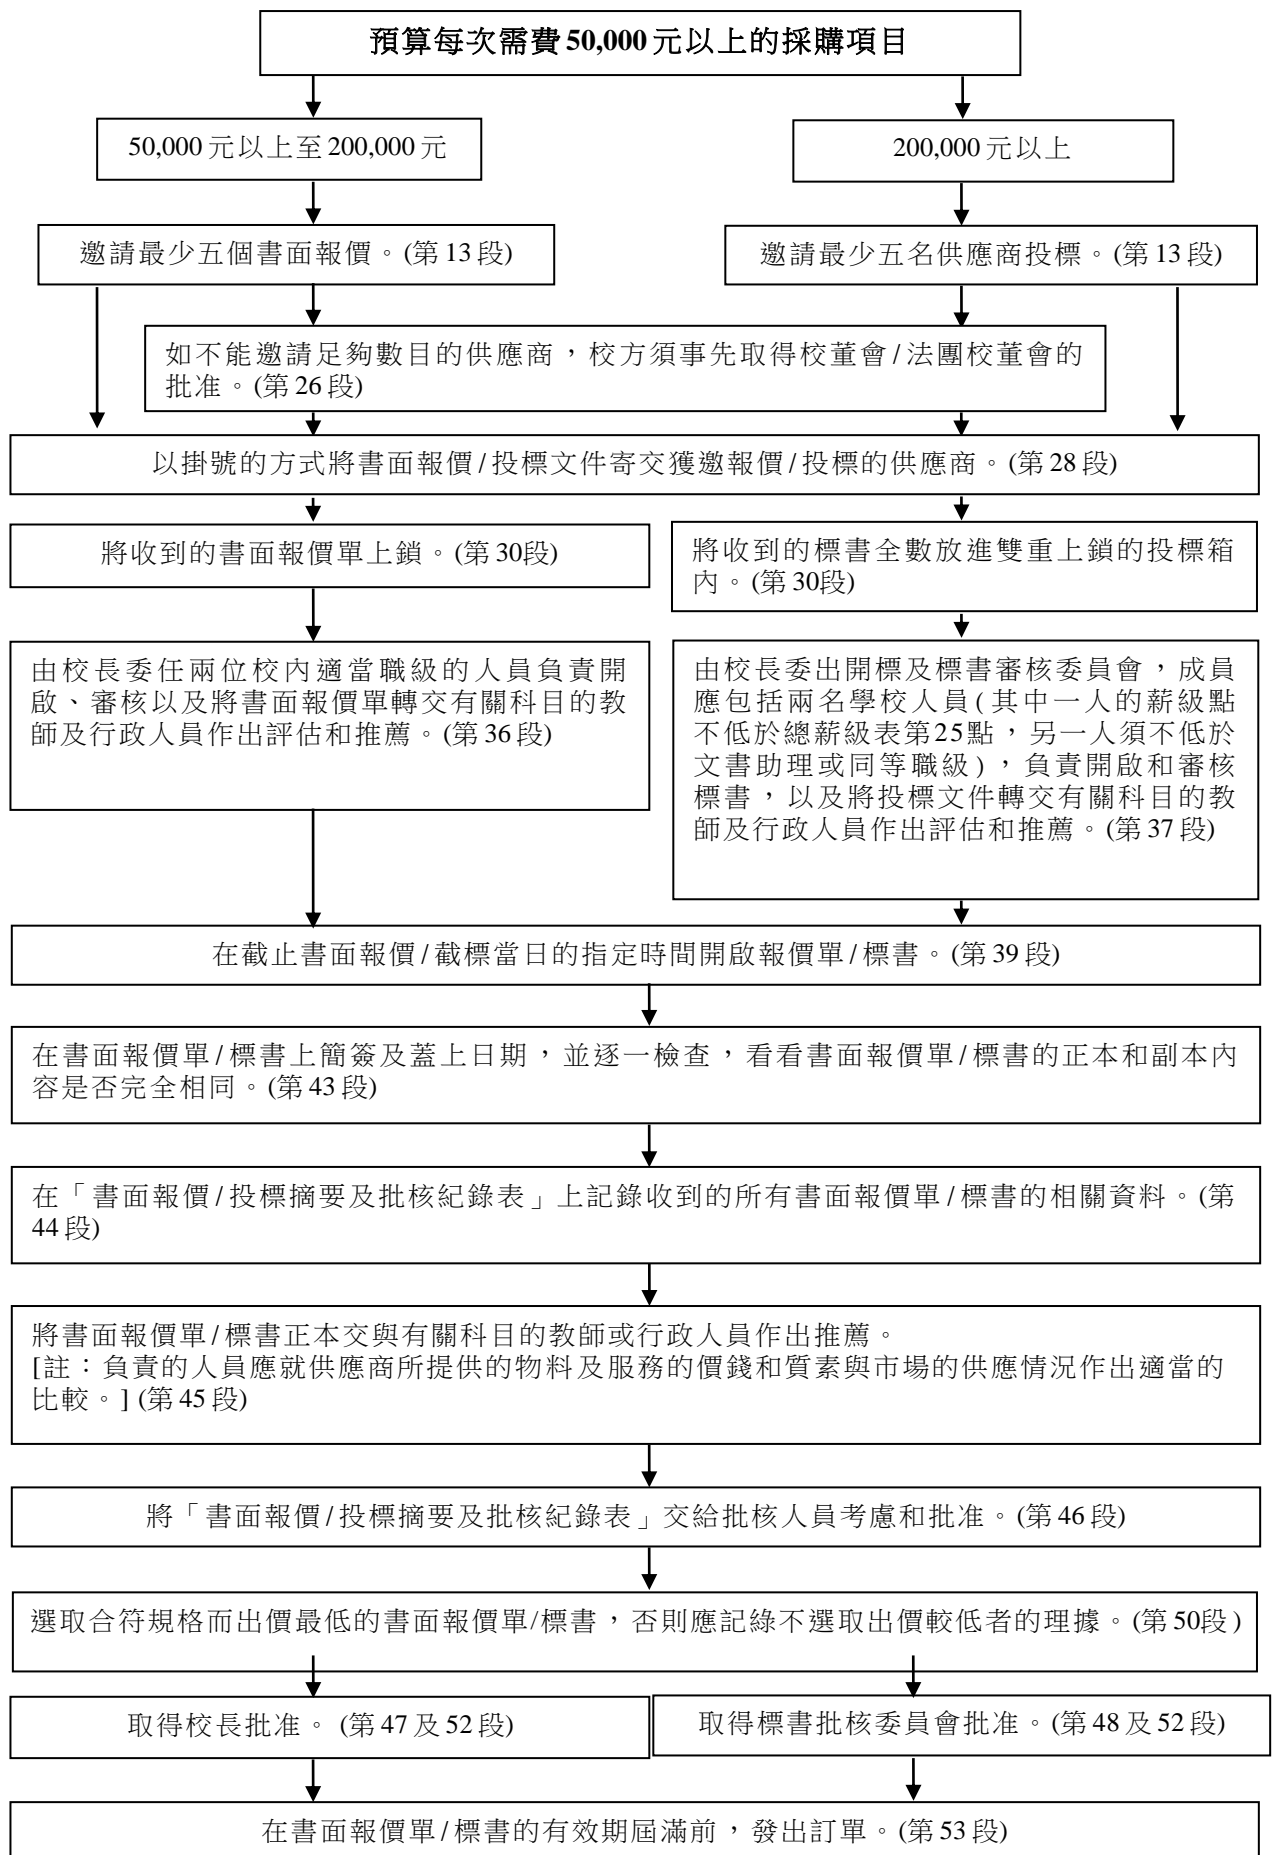 預算每次需費50,000元以上的採購項目
50,000元以上至200,000元
200,000元以上
邀請最少五個書面報價。(第13段)
邀請最少五名供應商投標。(第13段)
如不能邀請足夠數目的供應商，校方須事先取得校董會/法團校董會的
批准。(第26段)
以掛號的方式將書面報價/投標文件寄交獲邀報價/投標的供應商。(第28段)
將收到的書面報價單上鎖。(第30段)
將收到的標書全數放進雙重上鎖的投標箱
內。(第30段)
由校長委任兩位校內適當職級的人員負責開
啟、審核以及將書面報價單轉交有關科目的教
師及行政人員作出評估和推薦。(第36段)
由校長委出開標及標書審核委員會，成員
應包括兩名學校人員(其中一人的薪級點
不低於總薪級表第25點，另一人須不低於
文書助理或同等職級)，負責開啟和審核
標書，以及將投標文件轉交有關科目的教
師及行政人員作出評估和推薦。(第37段)
在截止書面報價/截標當日的指定時間開啟報價單/標書。(第39段)
在書面報價單/標書上簡簽及蓋上日期，並逐一檢查，看看書面報價單/標書的正本和副本內
容是否完全相同。(第43段)
在「書面報價/投標摘要及批核紀錄表」上記錄收到的所有書面報價單/標書的相關資料。(第
44段)
將書面報價單/標書正本交與有關科目的教師或行政人員作出推薦。
[註：負責的人員應就供應商所提供的物料及服務的價錢和質素與市場的供應情況作出適當的
比較。] (第45段)
將「書面報價/投標摘要及批核紀錄表」交給批核人員考慮和批准。(第46段)
選取合符規格而出價最低的書面報價單/標書，否則應記錄不選取出價較低者的理據。(第50段)
取得校長批准。 (第47及52段)
取得標書批核委員會批准。(第48及52段)
在書面報價單/標書的有效期屆滿前，發出訂單。(第53段)